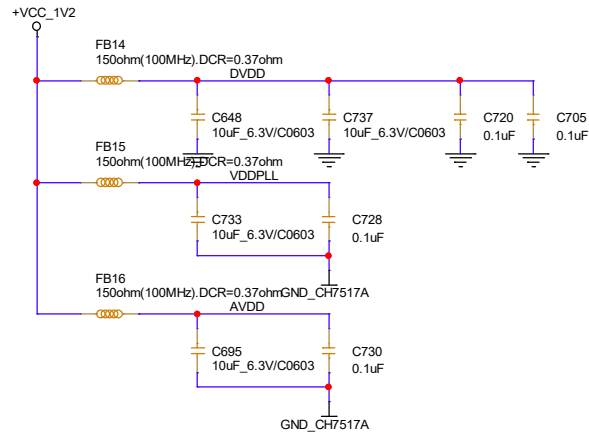 +VCC_1V2
FB14
150ohm(100MHz).DCR=0.37ohm
DVDD
C648
10uF_6.3V/C0603
C737
10uF_6.3V/C0603
C720
0.1uF
C705
0.1uF
FB15
150ohm(100MHz).DCR=0.37ohm
VDDPLL
C733
10uF_6.3V/C0603
C728
0.1uF
GND_CH7517A
FB16
150ohm(100MHz).DCR=0.37ohm
AVDD
C695
10uF_6.3V/C0603
C730
0.1uF
GND_CH7517A